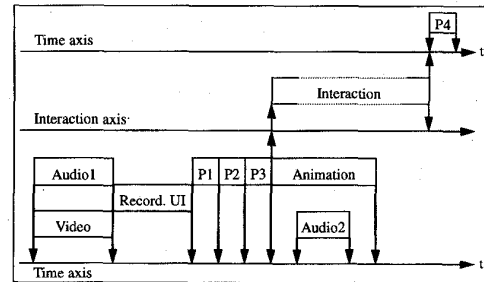 P4
Time axis
t
Interaction
Interaction axis
Audio1
P1 P2 P3 Animation
Record. UI
Video
Audio2
Time axis
t